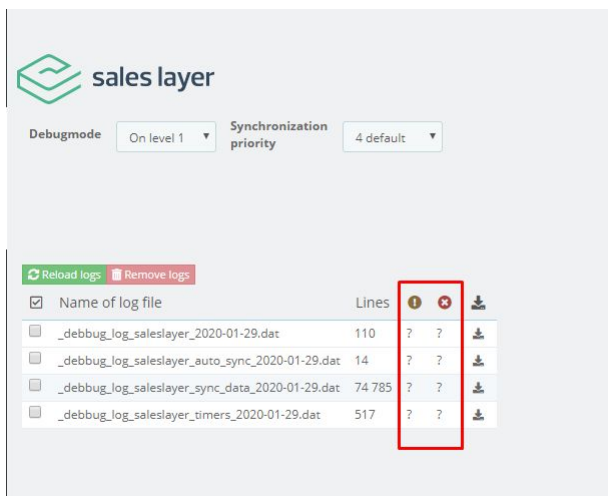 sales layer
Debugmode On level 1 Synchronization priority 4 default
Reload logs Remove logs
Name of log file Lines
_debbug_log_saleslayer_2020-01-29.dat 110 ? ?
_debbug_log_saleslayer_auto_sync_2020-01-29.dat 14 ? ?
_debbug_log_saleslayer_sync_data_2020-01-29.dat 74 785 ? ?
_debbug_log_saleslayer_timers_2020-01-29.dat 517 ? ?